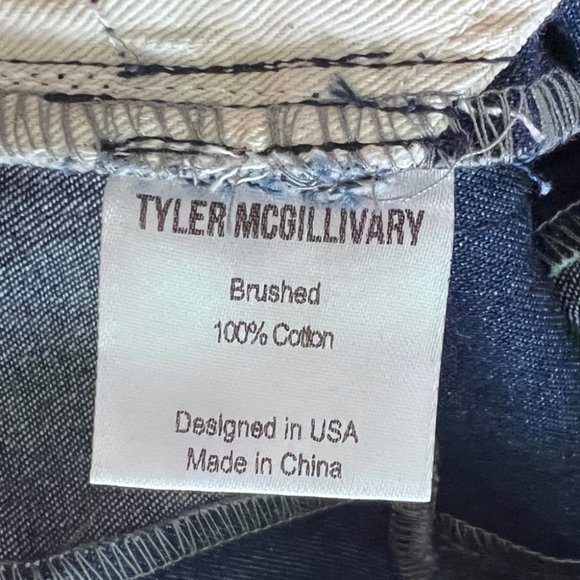 TYLER MCGILLIVARY
Brushed
100% Cotton
Designed in USA
Made in China